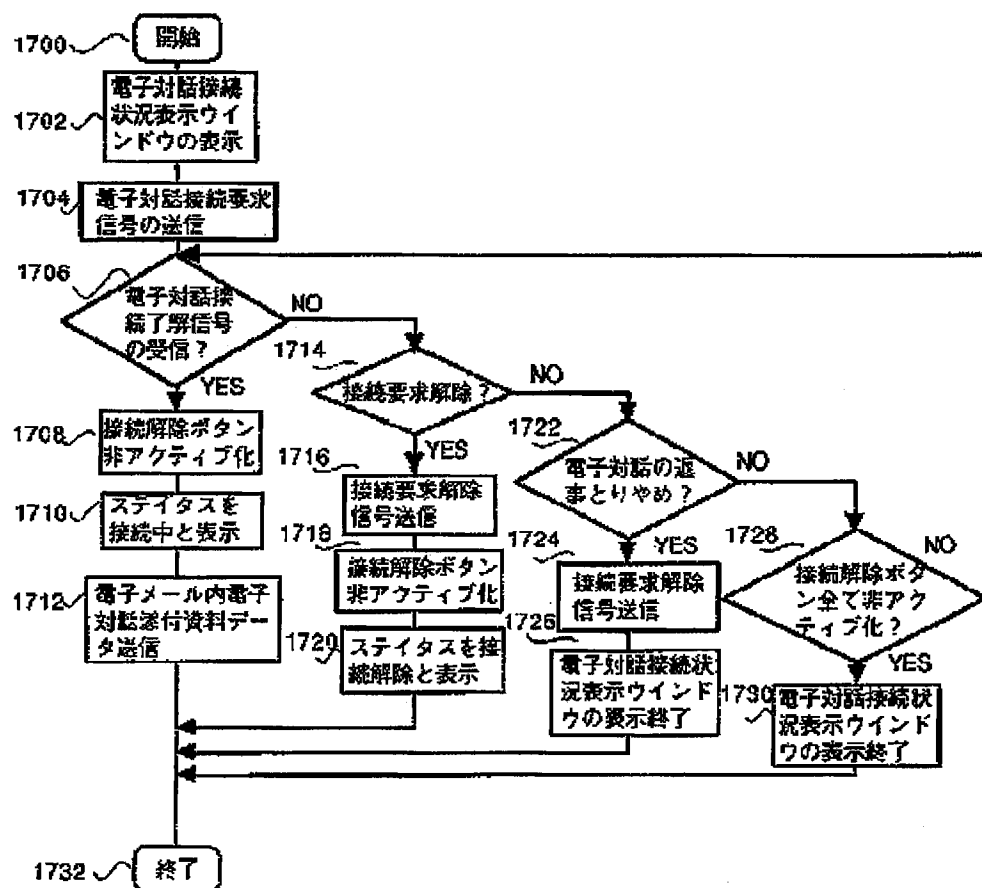 1700
開始
1702
電子対話接続
状況表示ウイ
ンドウの表示
1704
電子対話接続要求
信号の送信
1706
電子対話接
続了解信号
の受信？
NO
YES
1708
接続解除ボタン
非アクティブ化
1710
ステイタスを
接続中と表示
1712
電子メール内電子
対話添付資料デー
タ送信
1714
接続要求解除？
NO
YES
1716
接続要求解除
信号送信
1718
接続解除ボタン
非アクティブ化
1720
ステイタスを接
続解除と表示
1722
電子対話の返
事とりやめ？
NO
YES
1724
接続要求解除
信号送信
1726
電子対話接続状
況表示ウインド
ウの表示終了
1728
接続解除ボタ
ン全て非アク
ティブ化？
NO
YES
1730
電子対話接続状
況表示ウインド
ウの表示終了
1732
終了